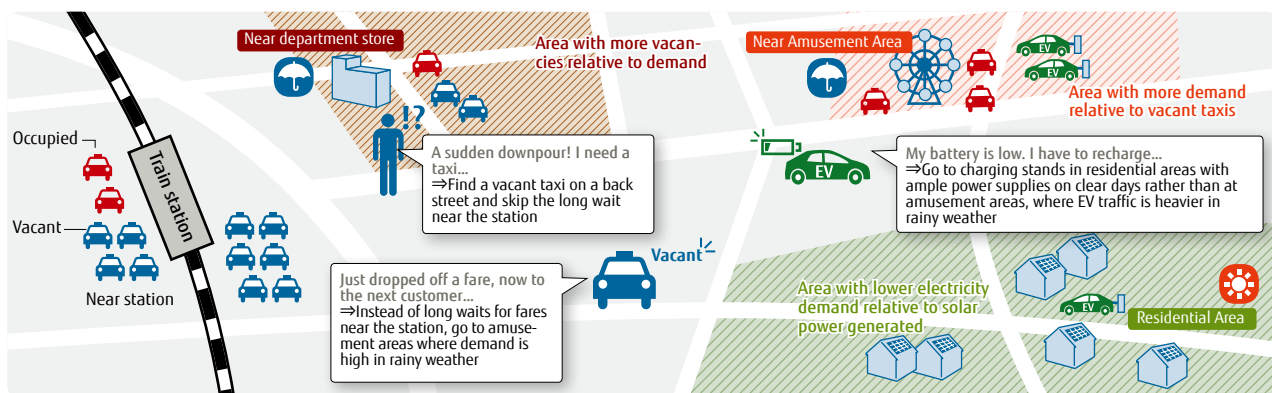 Near department store
Area with more vacan-
cies relative to demand
Near Amusement Area
EV
EV
Area with more demand
relative to vacant taxis
!?
Occupied
Train station
Vacant
Near station
A sudden downpour! I need a
taxi...
⇒Find a vacant taxi on a back
street and skip the long wait
near the station
EV
My battery is low. I have to recharge...
⇒Go to charging stands in residential areas with
ample power supplies on clear days rather than at
amusement areas, where EV traffic is heavier in
rainy weather
Vacant
Just dropped off a fare, now to
the next customer...
⇒Instead of long waits for fares
near the station, go to amuse-
ment areas where demand is
high in rainy weather
Area with lower electricity
demand relative to solar
power generated
EV
Residential Area